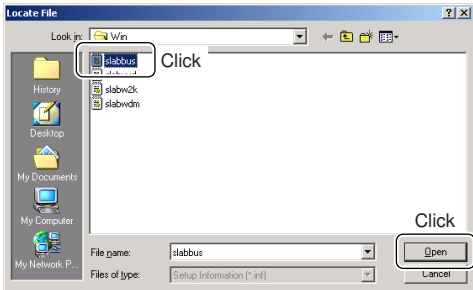 Locate File
Look in: Win
slabbus Click
slabw2k
slabwdm
History
Desktop
My Documents
My Computer
My Network P...
Click
File name: slabbus Open
Files of type: Setup Information (*.inf) Cancel